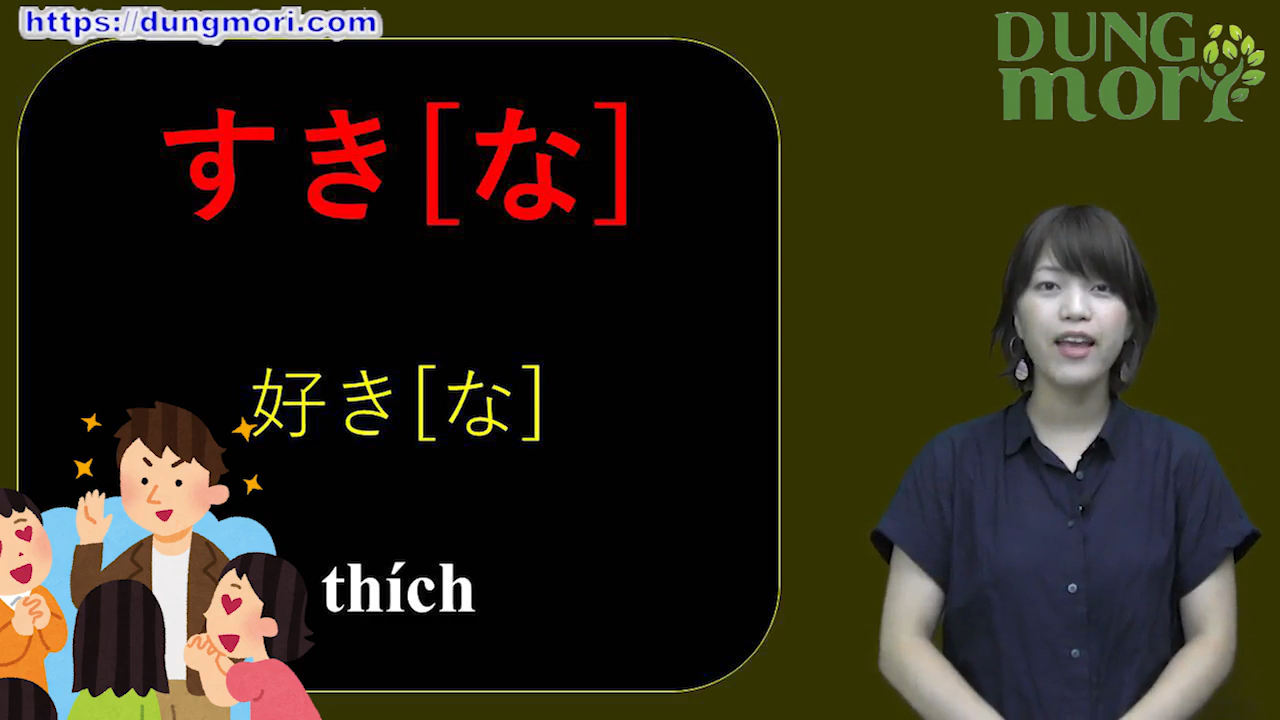 https://dungmori.com
DUNG
mori
すき[な]
好き[な]
thích